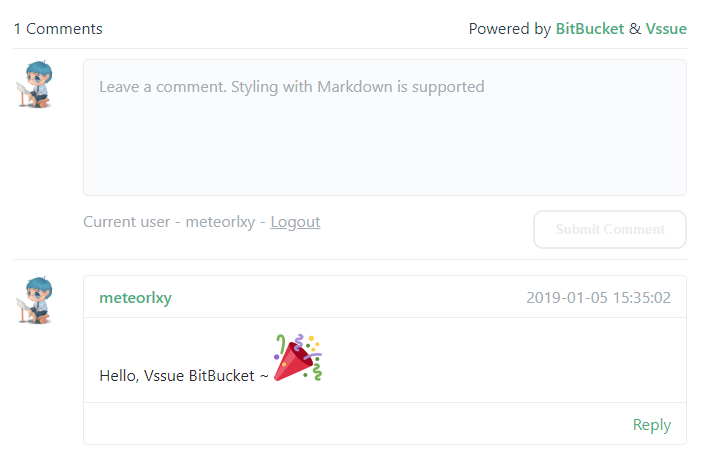 1 Comments
Powered by BitBucket & Vssue
Leave a comment. Styling with Markdown is supported
Current user - meteorlxy - Logout
Submit Comment
meteorlxy
2019-01-05 15:35:02
Hello, Vssue BitBucket ~
Reply